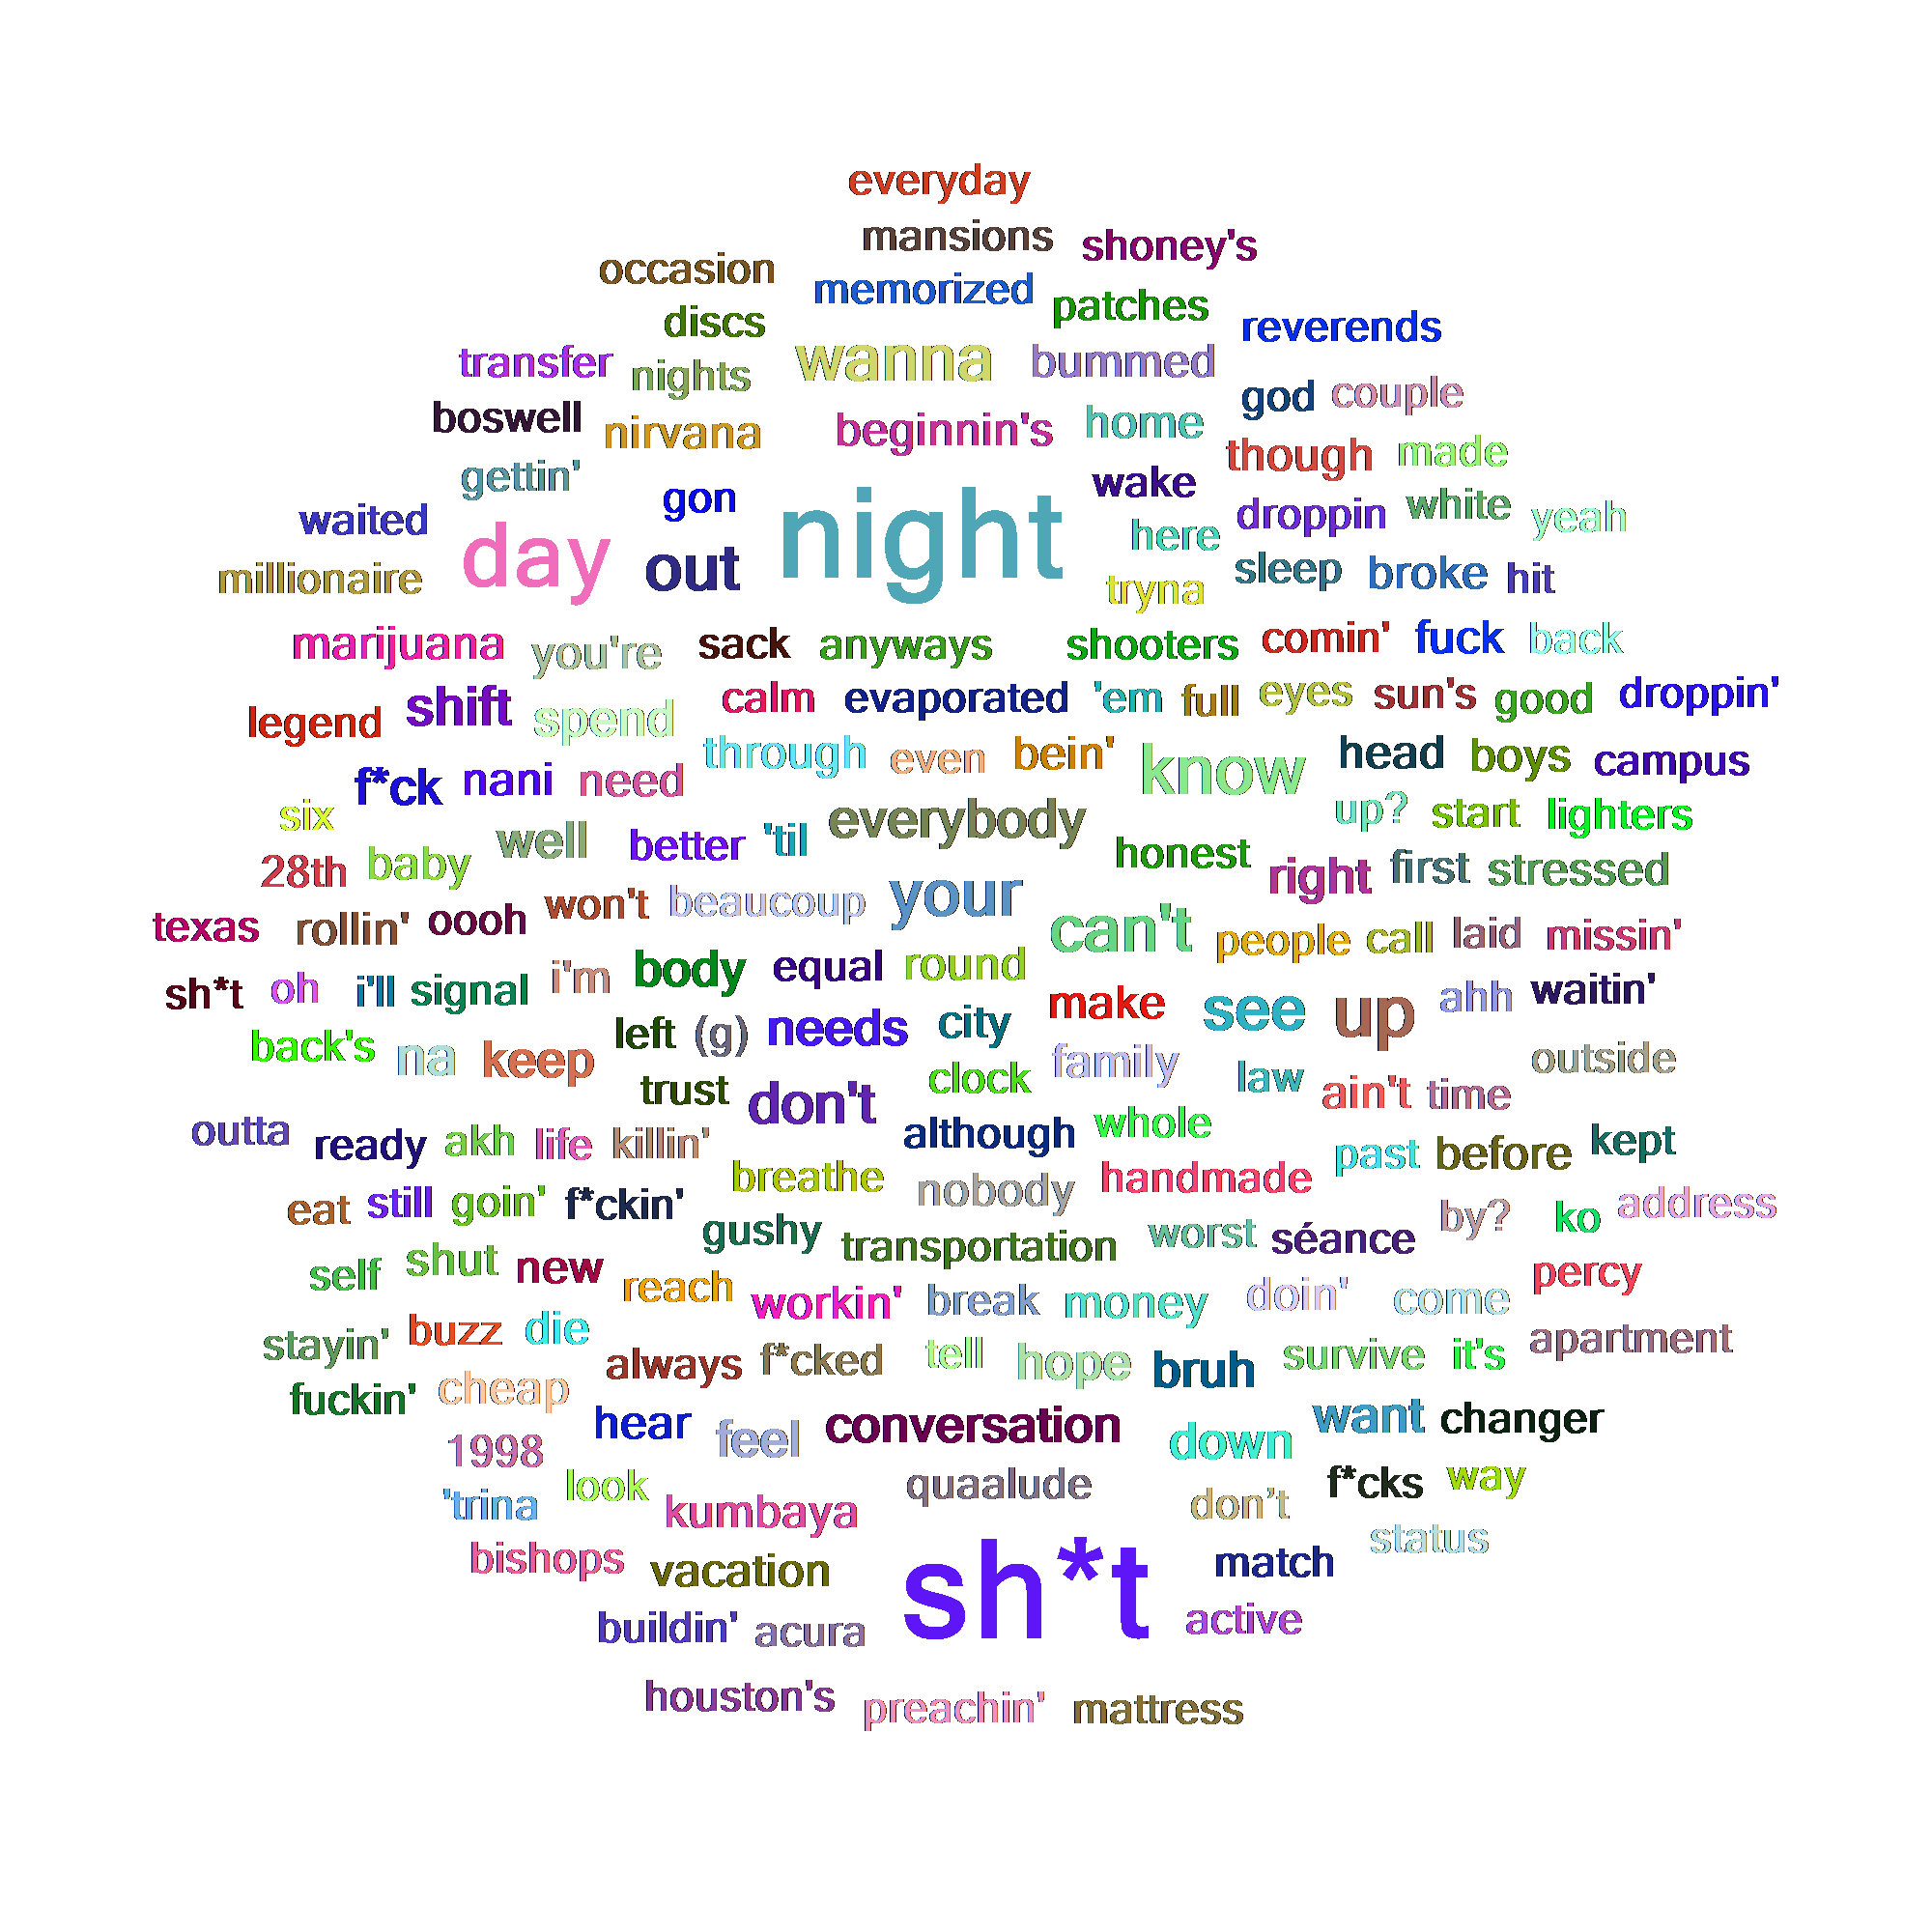 everyday
mansions shoney's
occasion memorized patches
discs reverends
transfer nights wanna bummed
god couple
boswell nirvana beginnin's home
though made
gettin' gon night wake
waited droppin white yeah
day out here
millionaire tryna sleep broke hit
marijuana you're sack anyways shooters comin' fuck back
legend shift spend calm evaporated 'em full eyes sun's good droppin'
f*ck nani need through even bein' know head boys campus
six well better 'til everybody up? start lighters
28th baby honest right first stressed
texas rollin' oooh won't beaucoup your can't people call laid missin'
sh*t oh i'll signal i'm body equal round make see up ahh waitin'
back's na keep left (g) needs city family outside
trust don't clock law ain't time
outta ready akh life killin' although whole past before kept
eat still goin' f*ckin' breathe nobody handmade by? ko address
self shut new gushy transportation worst séance
reach workin' break money doin' come percy
stayin' buzz die always f*cked tell hope bruh survive it's apartment
fuckin' cheap hear feel conversation down want changer
1998 look quaalude f*cks way
'trina kumbaya don’t status
bishops vacation sh*t match
buildin' acura active
houston's preachin' mattress